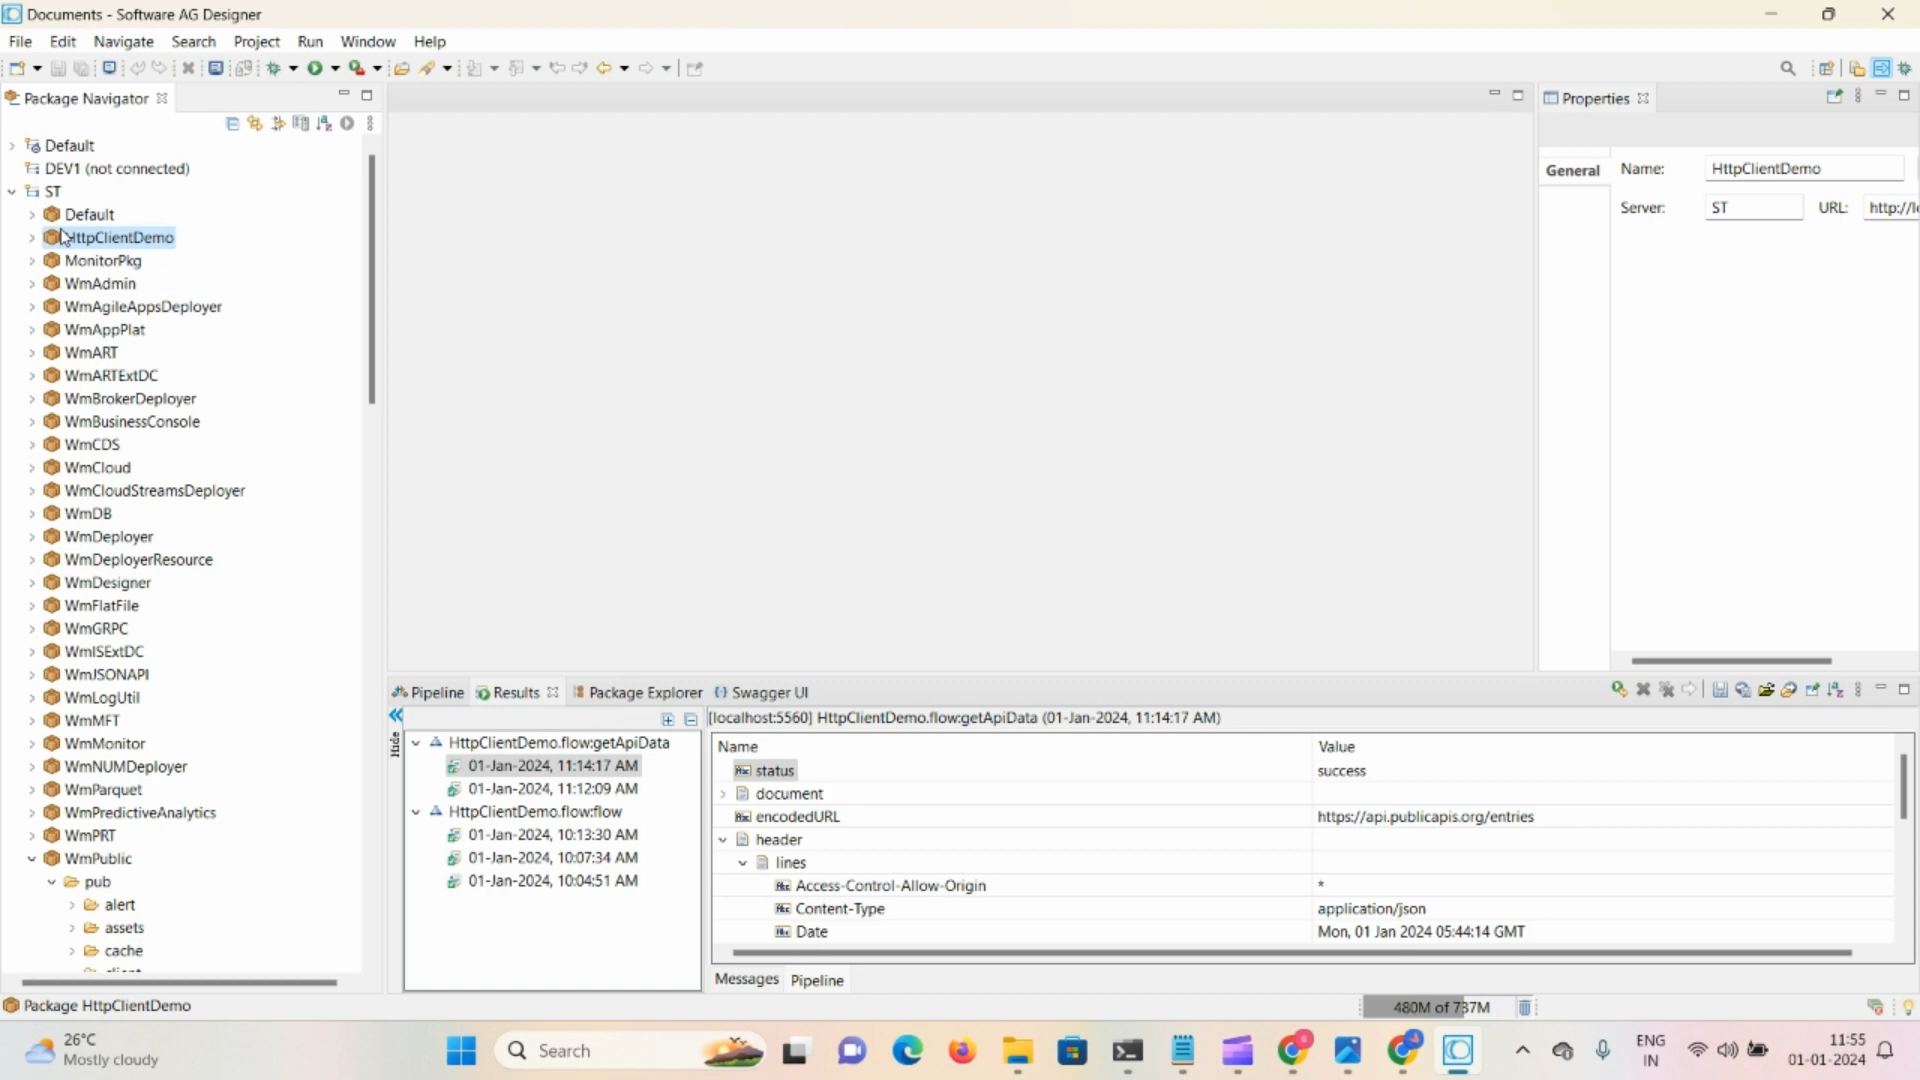 Documents - Software AG Designer
File Edit Navigate Search Project Run Window Help
Package Navigator
Default
DEV1 (not connected)
ST
Default
HttpClientDemo
MonitorPkg
WmAdmin
WmAgileAppsDeployer
WmAppPlat
WmART
WmARTExtDC
WmBrokerDeployer
WmBusinessConsole
WmCDS
WmCloud
WmCloudStreamsDeployer
WmDB
WmDeployer
WmDeployerResource
WmDesigner
WmFlatFile
WmGRPC
WmISExtDC
WmJSONAPI
WmLogUtil
WmMFT
WmMonitor
WmNUMDeployer
WmParquet
WmPredictiveAnalytics
WmPRT
WmPublic
pub
alert
assets
cache
Properties
General
Name: HttpClientDemo
Server: ST URL: http://l
Pipeline Results Package Explorer Swagger UI
Hide
HttpClientDemo.flow:getApiData
01-Jan-2024, 11:14:17 AM
01-Jan-2024, 11:12:09 AM
HttpClientDemo.flow:flow
01-Jan-2024, 10:13:30 AM
01-Jan-2024, 10:07:34 AM
01-Jan-2024, 10:04:51 AM
[localhost:5560] HttpClientDemo.flow:getApiData (01-Jan-2024, 11:14:17 AM)
Name Value
status success
document
encodedURL https://api.publicapis.org/entries
header
lines
Access-Control-Allow-Origin *
Content-Type application/json
Date Mon, 01 Jan 2024 05:44:14 GMT
Messages Pipeline
Package HttpClientDemo
480M of 737M
26°C
Mostly cloudy
Search
ENG
IN
11:55
01-01-2024